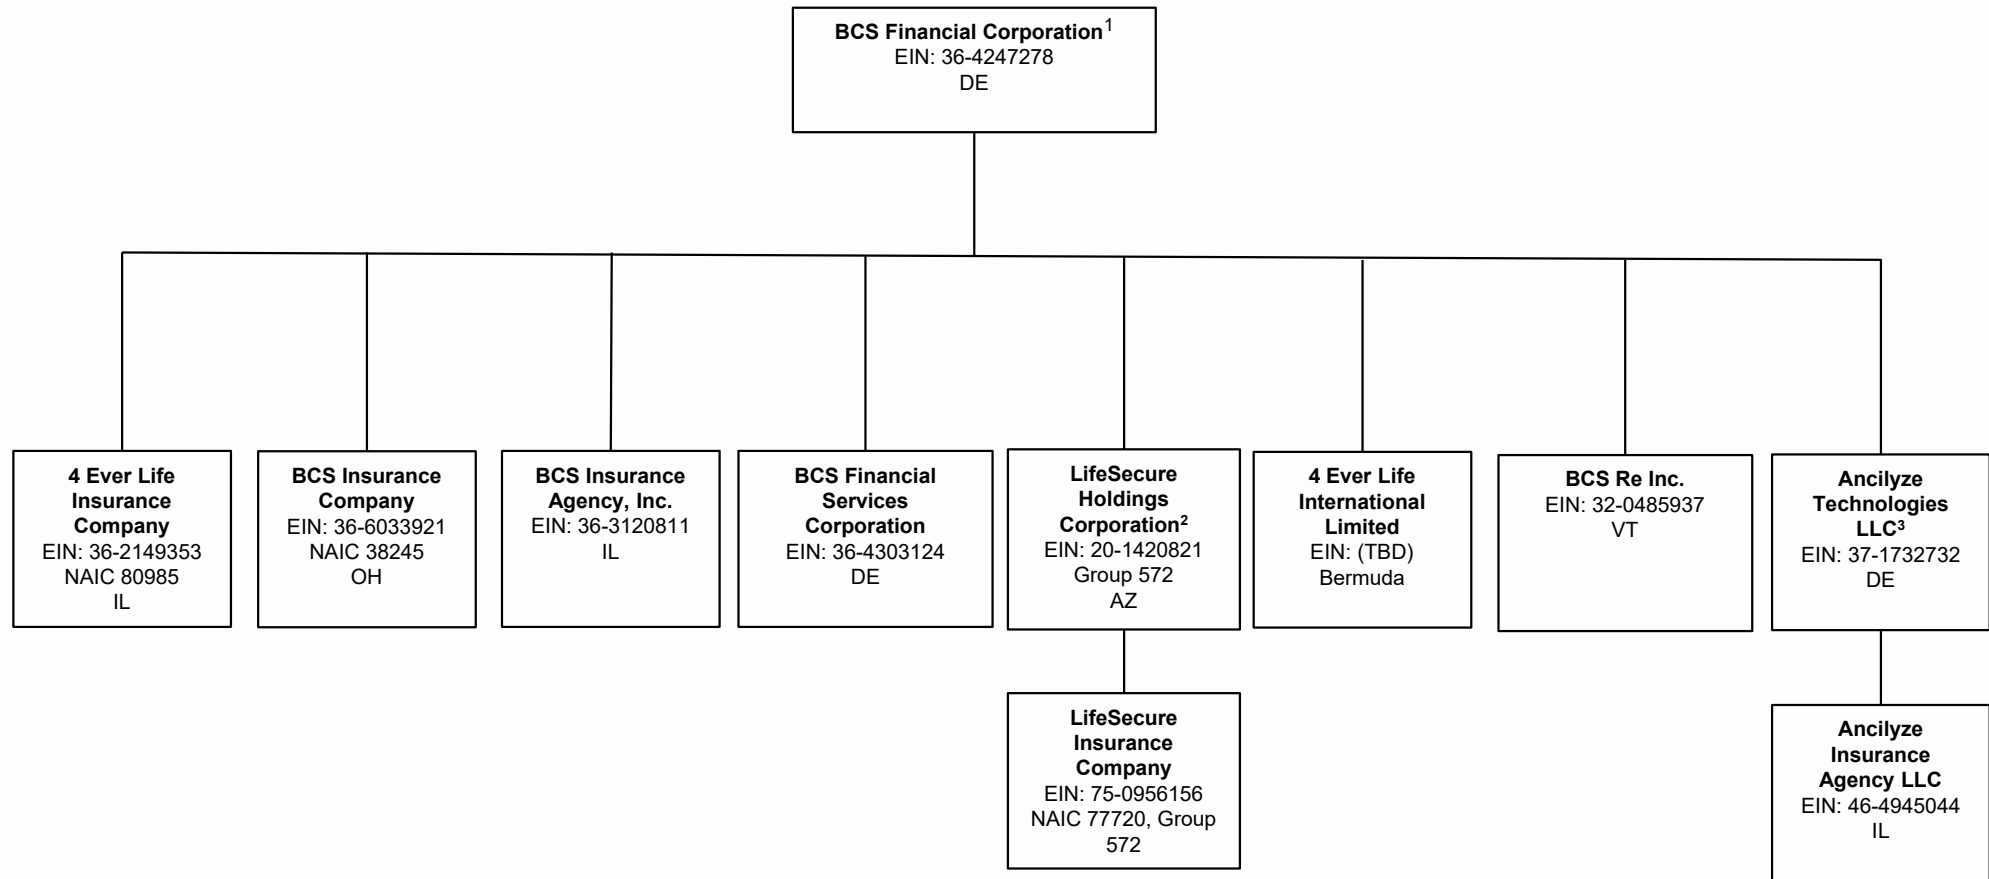 BCS Financial Corporation¹
EIN: 36-4247278
DE
4 Ever Life
Insurance
Company
EIN: 36-2149353
NAIC 80985
IL
BCS Insurance
Company
EIN: 36-6033921
NAIC 38245
OH
BCS Insurance
Agency, Inc.
EIN: 36-3120811
IL
BCS Financial
Services
Corporation
EIN: 36-4303124
DE
LifeSecure
Holdings
Corporation²
EIN: 20-1420821
Group 572
AZ
4 Ever Life
International
Limited
EIN: (TBD)
Bermuda
BCS Re Inc.
EIN: 32-0485937
VT
Ancilyze
Technologies
LLC³
EIN: 37-1732732
DE
LifeSecure
Insurance
Company
EIN: 75-0956156
NAIC 77720, Group
572
Ancilyze
Insurance
Agency LLC
EIN: 46-4945044
IL